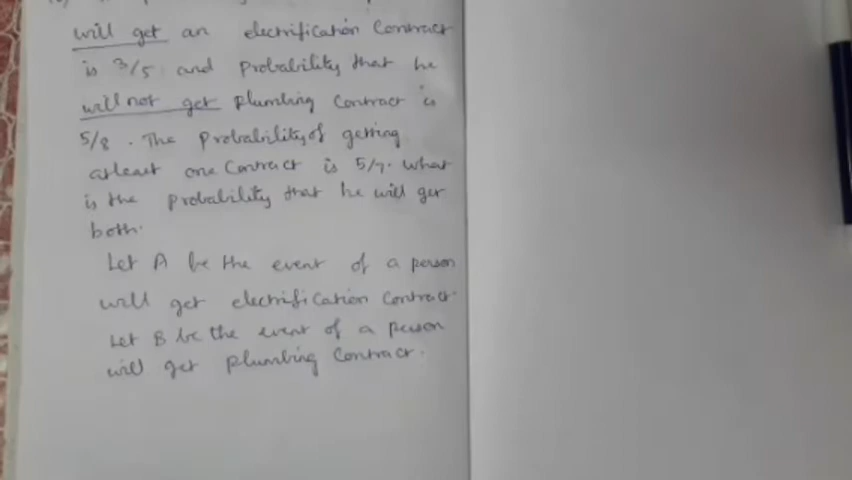 will get an electrification Contract
is 3/5 and Probability that he
will not get plumbing Contract is
5/8. The Probability of getting
atleast one Contract is 5/7. What
is the probability that he will get
both.
Let A be the event of a person
will get electrification Contract.
Let B be the event of a person
will get plumbing Contract.